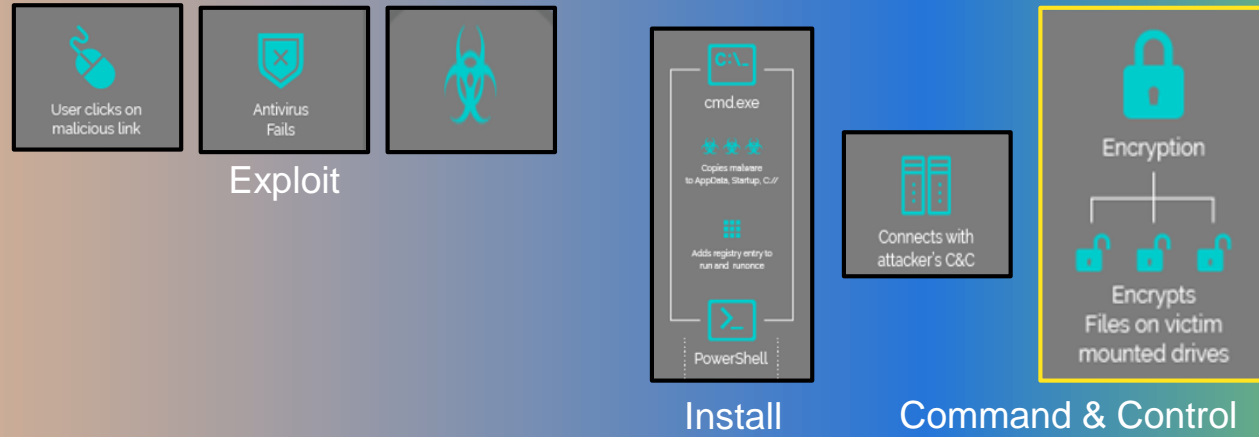 User clicks on
malicious link
Antivirus
Fails
Exploit
C:\_
cmd.exe
Copies malware
to AppData, Startup, C://
Adds registry entry to
run and runonce
>_
PowerShell
Install
Connects with
attacker's C&C
Encryption
Encrypts
Files on victim
mounted drives
Command & Control